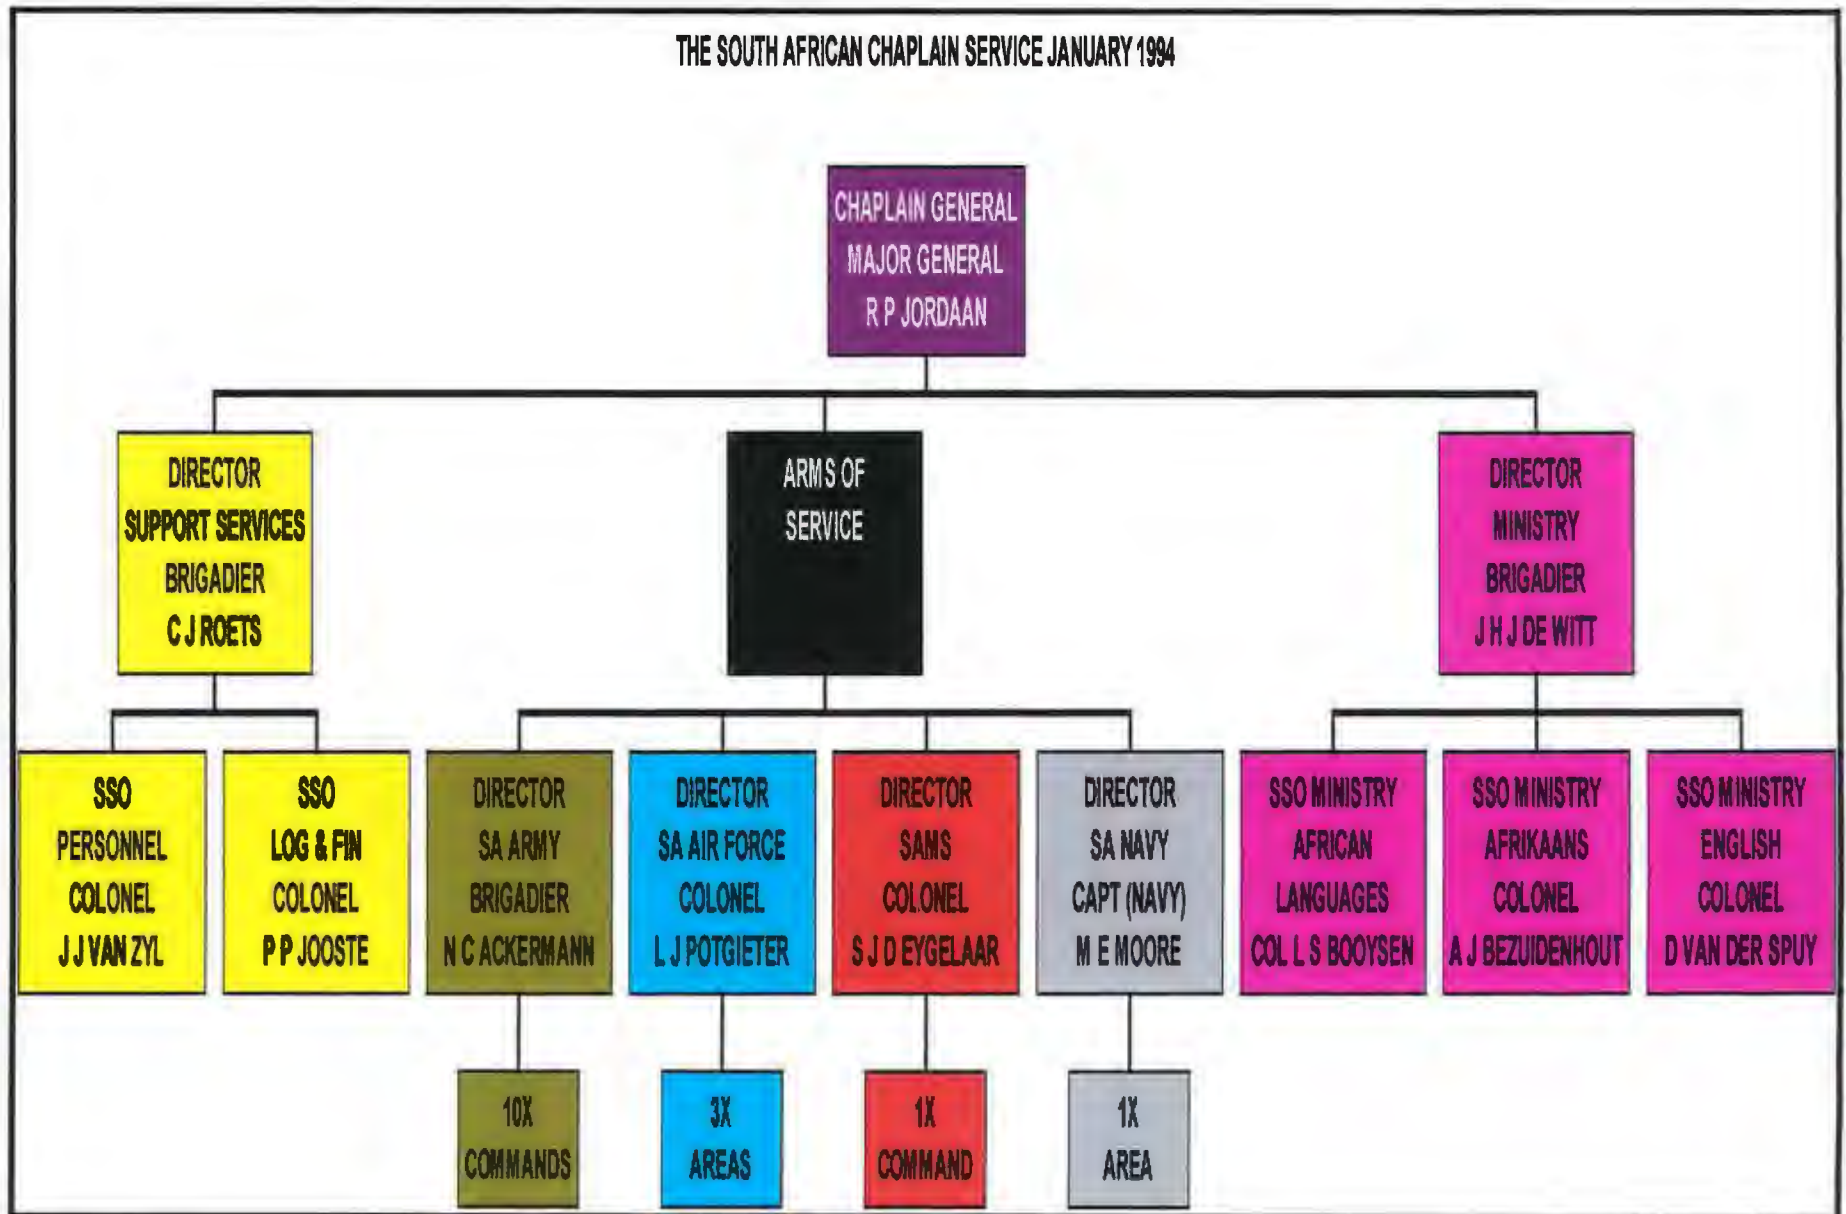 THE SOUTH AFRICAN CHAPLAIN SERVICE JANUARY 1994
CHAPLAIN GENERAL
MAJOR GENERAL
R P JORDAAN
DIRECTOR
SUPPORT SERVICES
BRIGADIER
C J ROETS
ARMS OF
SERVICE
DIRECTOR
MINISTRY
BRIGADIER
J H J DE WITT
SSO
PERSONNEL
COLONEL
J J VAN ZYL
SSO
LOG & FIN
COLONEL
P P JOOSTE
DIRECTOR
SA ARMY
BRIGADIER
N C ACKERMANN
DIRECTOR
SA AIR FORCE
COLONEL
L J POTGIETER
DIRECTOR
SAMS
COLONEL
S J D EYGELAAR
DIRECTOR
SA NAVY
CAPT (NAVY)
M E MOORE
SSO MINISTRY
AFRICAN
LANGUAGES
COL L S BOOYSEN
SSO MINISTRY
AFRIKAANS
COLONEL
A J BEZUIDENHOUT
SSO MINISTRY
ENGLISH
COLONEL
D VAN DER SPUY
10X
COMMANDS
3X
AREAS
1X
COMMAND
1X
AREA